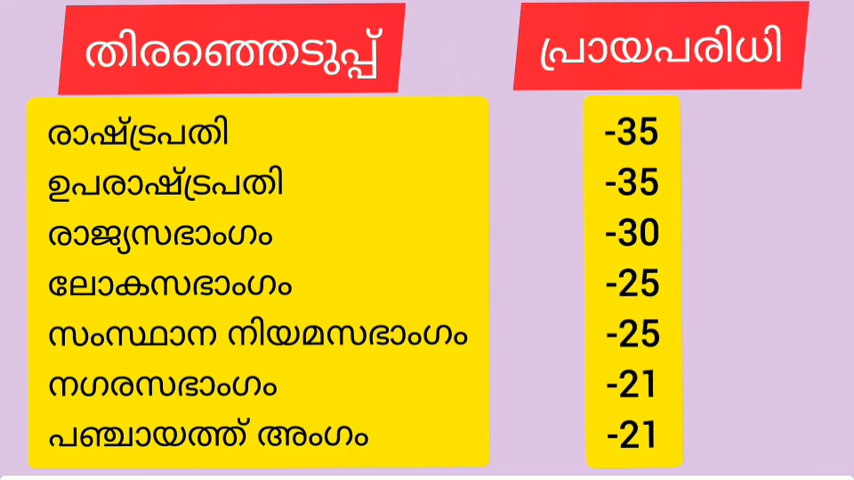 തിരഞ്ഞെടുപ്പ് പ്രായപരിധി
രാഷ്ട്രപതി -35
ഉപരാഷ്ട്രപതി -35
രാജ്യസഭാംഗം -30
ലോകസഭാംഗം -25
സംസ്ഥാന നിയമസഭാംഗം -25
നഗരസഭാംഗം -21
പഞ്ചായത്ത് അംഗം -21